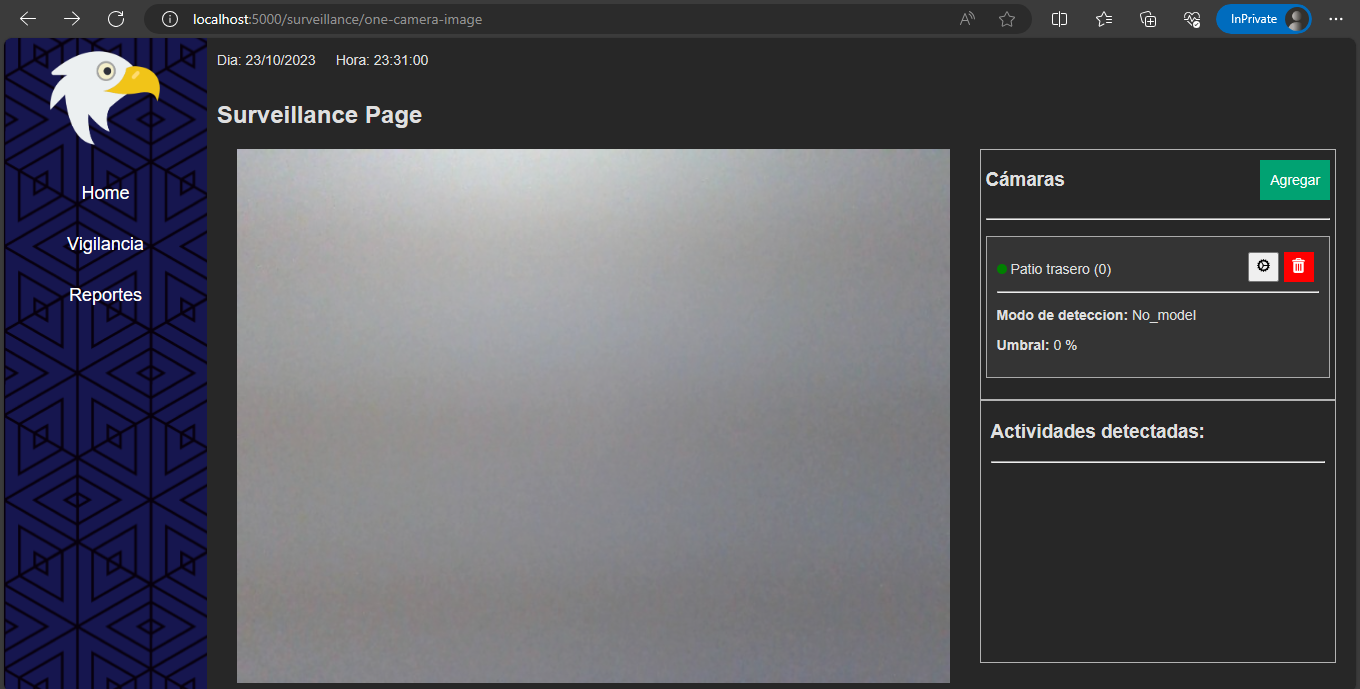 localhost:5000/surveillance/one-camera-image
InPrivate
Dia: 23/10/2023 Hora: 23:31:00
Surveillance Page
Home
Vigilancia
Reportes
Cámaras
Agregar
Patio trasero (0)
Modo de deteccion: No_model
Umbral: 0 %
Actividades detectadas: